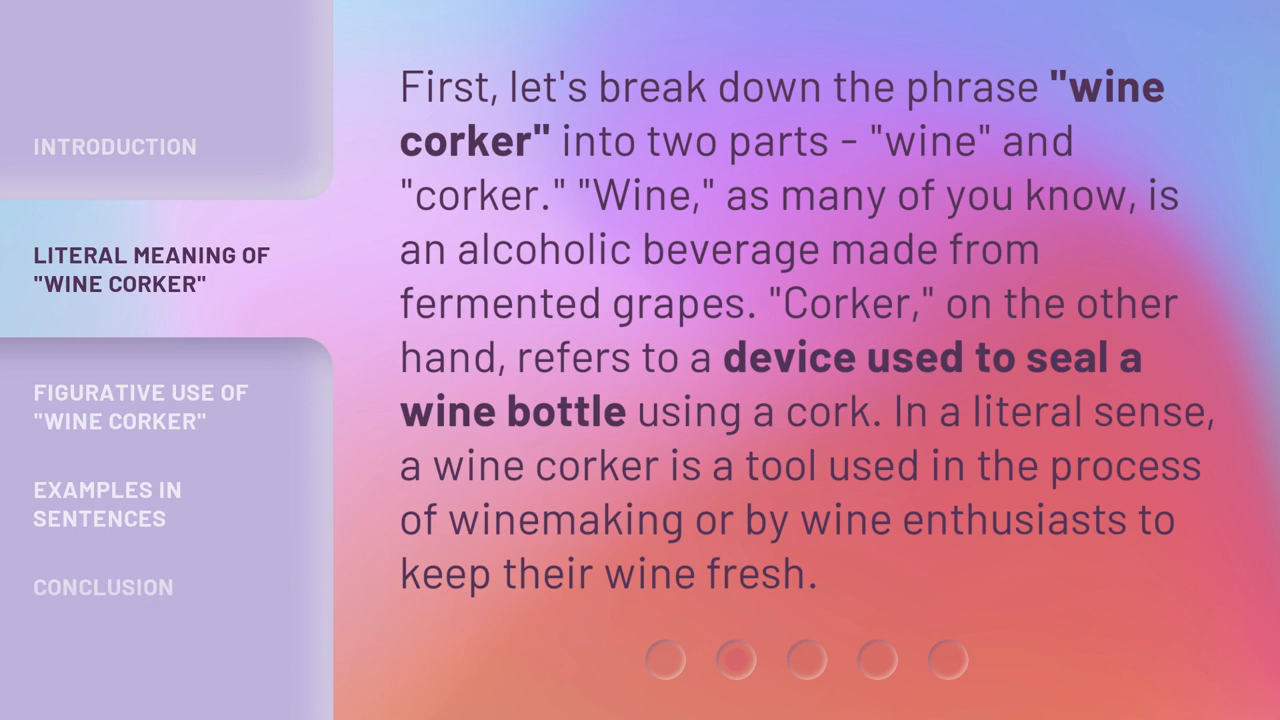 INTRODUCTION
LITERAL MEANING OF
"WINE CORKER"
FIGURATIVE USE OF
"WINE CORKER"
EXAMPLES IN
SENTENCES
CONCLUSION
First, let's break down the phrase "wine
corker" into two parts - "wine" and
"corker." "Wine," as many of you know, is
an alcoholic beverage made from
fermented grapes. "Corker," on the other
hand, refers to a device used to seal a
wine bottle using a cork. In a literal sense,
a wine corker is a tool used in the process
of winemaking or by wine enthusiasts to
keep their wine fresh.